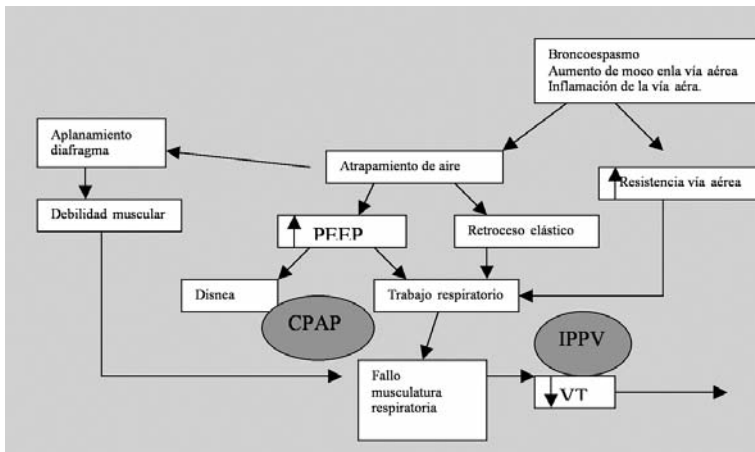 Broncoespasmo
Aumento de moco enla vía aérea
Inflamación de la vía aéra.
Aplanamiento
diafragma
Atrapamiento de aire
Resistencia vía aérea
Debilidad muscular
PEEP
Retroceso elástico
Disnea
Trabajo respiratorio
CPAP
IPPV
Fallo
musculatura
respiratoria
VT